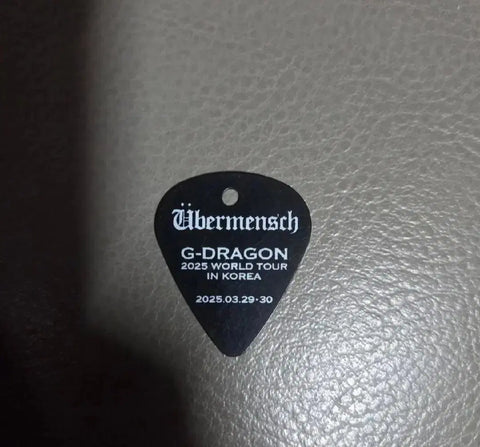 Übermensch
G-DRAGON
2025 WORLD TOUR
IN KOREA
2025.03.29-30